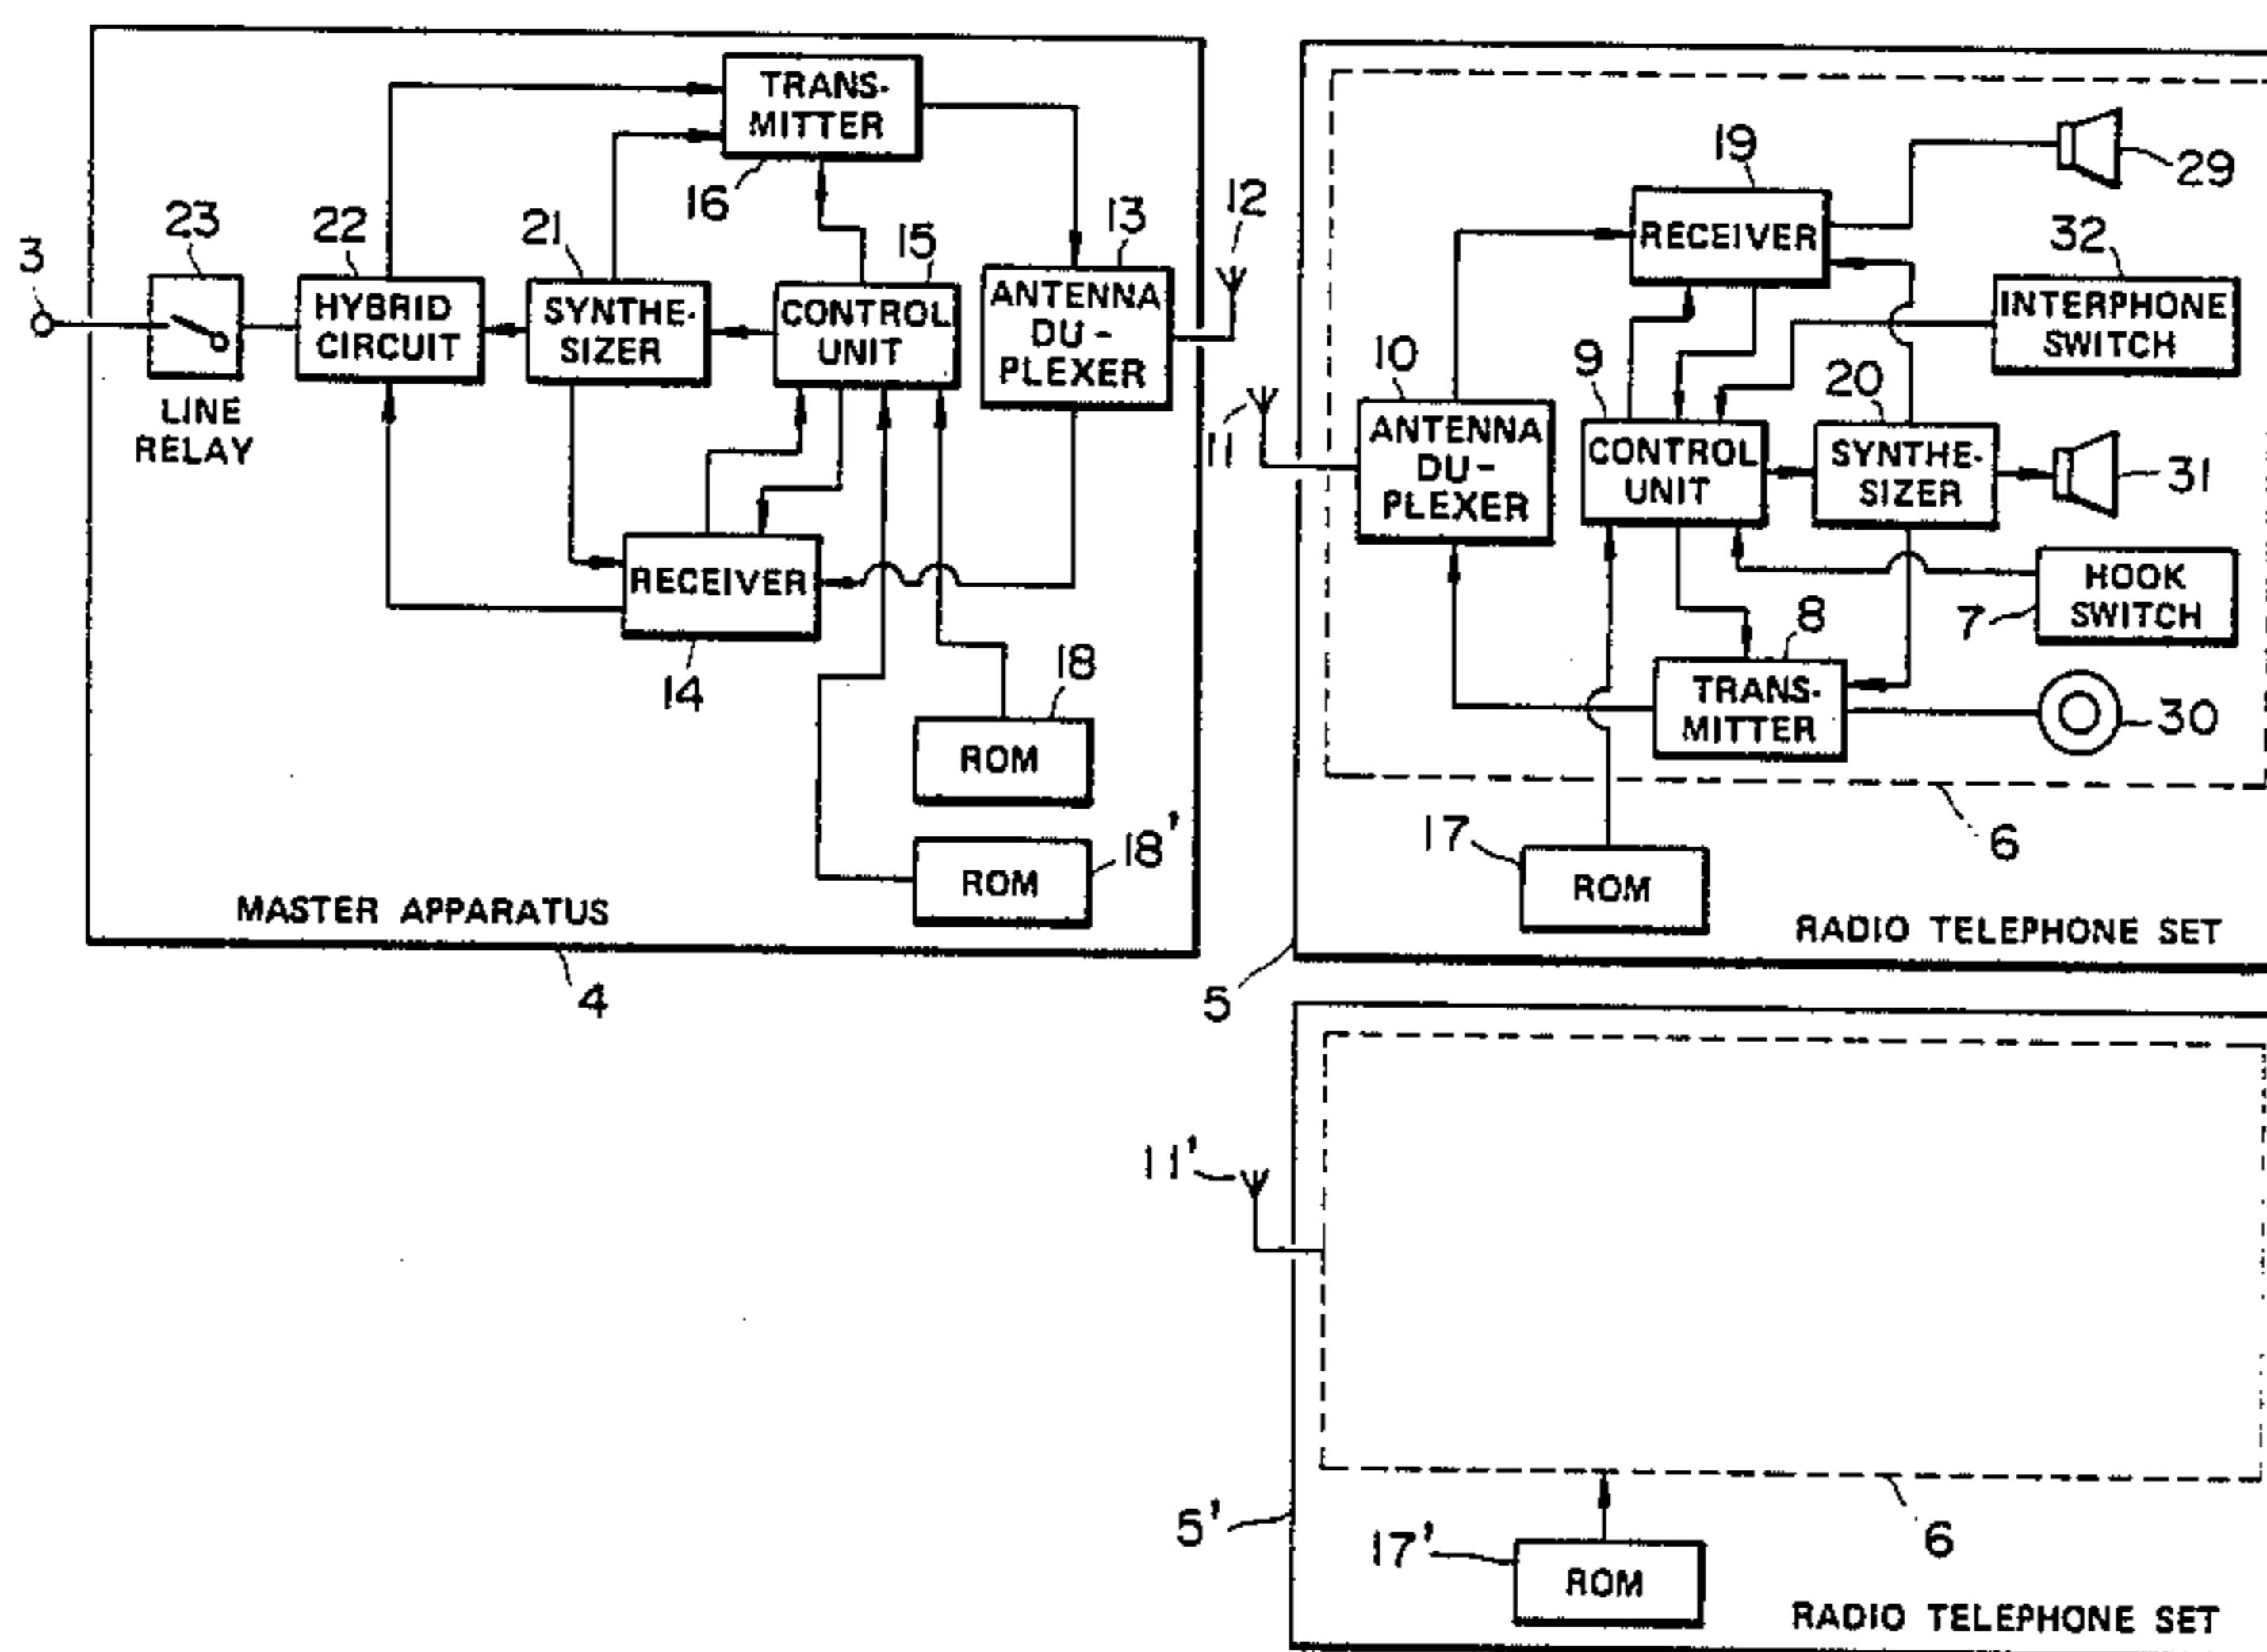 TRANS-
MITTER
16
12
13
15
21
22
23
3
HYBRID
CIRCUIT
SYNTHE-
SIZER
CONTROL
UNIT
ANTENNA
DU-
PLEXER
LINE
RELAY
RECEIVER
14
18
ROM
18'
ROM
MASTER APPARATUS
4
19
29
RECEIVER
32
INTERPHONE
SWITCH
10
9
20
11
ANTENNA
DU-
PLEXER
CONTROL
UNIT
SYNTHE-
SIZER
31
HOOK
SWITCH
7
8
TRANS-
MITTER
30
6
17
ROM
RADIO TELEPHONE SET
5
11'
5'
17'
ROM
6
RADIO TELEPHONE SET